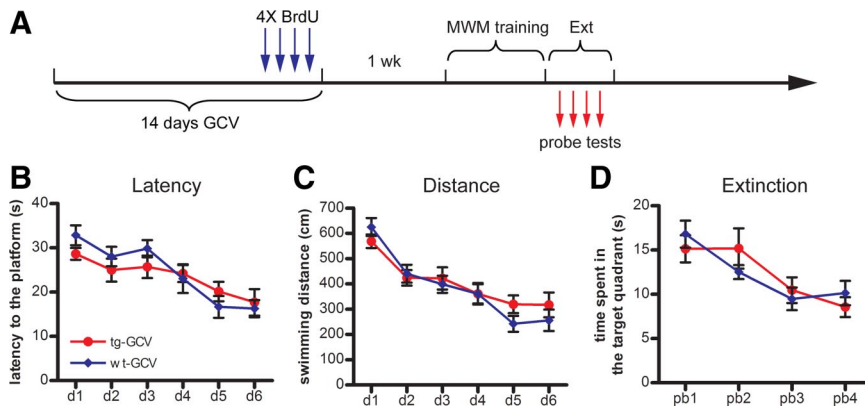 A
4X BrdU
MWM training
Ext
1 wk
14 days GCV
probe tests
B
Latency
latency to the platform (s)
40
30
20
10
0
tg-GCV
wt-GCV
d1 d2 d3 d4 d5 d6
C
Distance
swimming distance (cm)
700
600
500
400
300
200
100
0
d1 d2 d3 d4 d5 d6
D
Extinction
time spent in
the target quadrant (s)
20
15
10
5
0
pb1 pb2 pb3 pb4